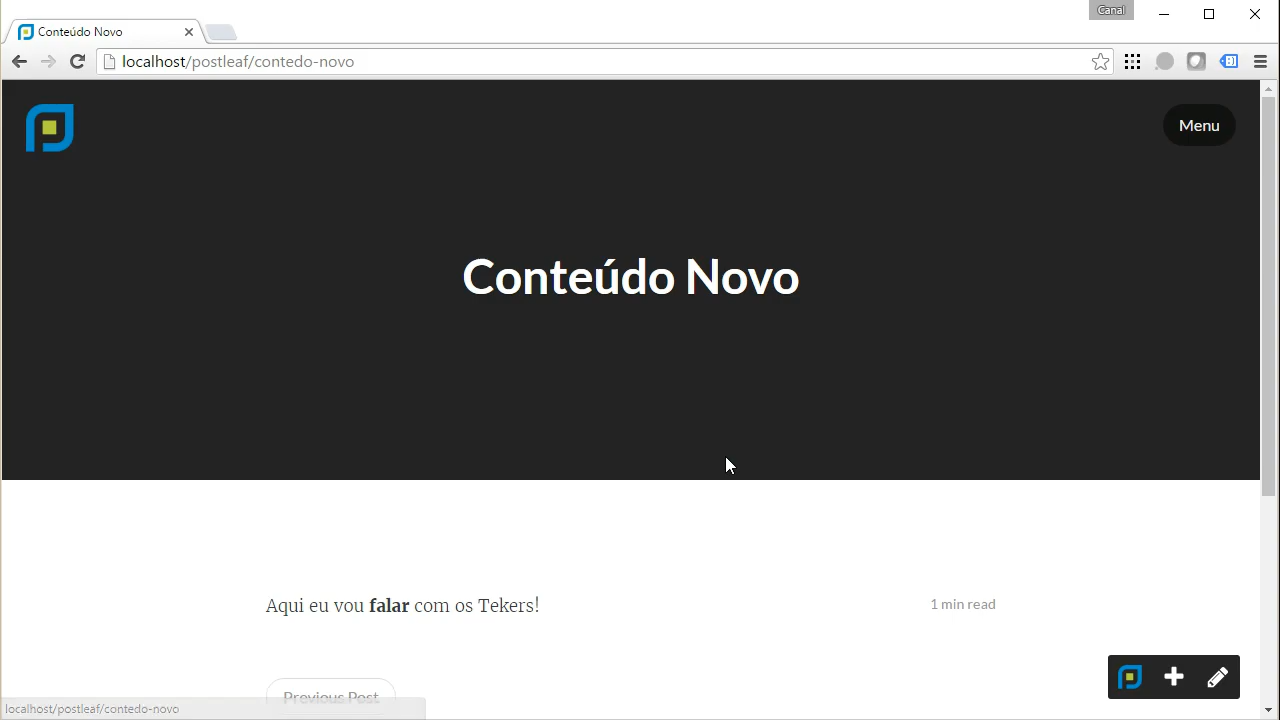 Canal
Conteúdo Novo
localhost/postleaf/contedo-novo
Menu
Conteúdo Novo
Aqui eu vou falar com os Tekers!
1 min read
Previous Post
localhost/postleaf/contedo-novo